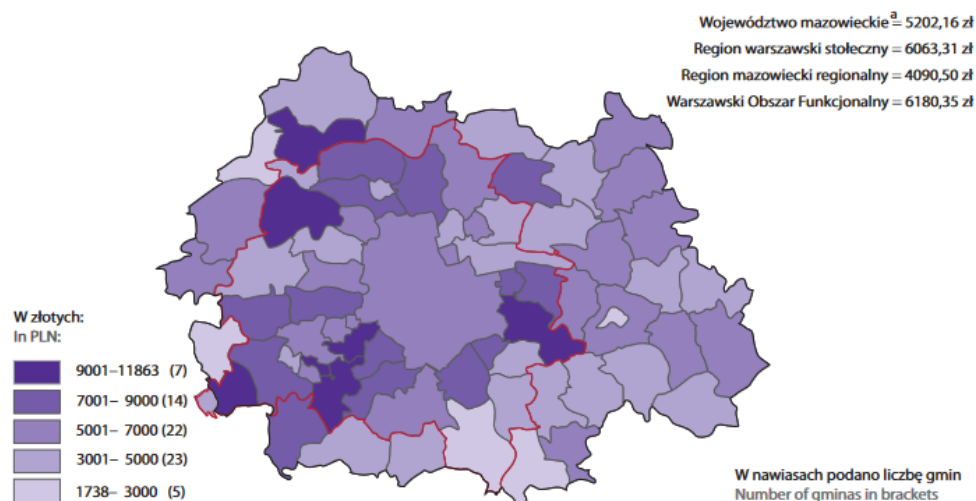 Województwo mazowieckie a = 5202,16 zł
Region warszawski stołeczny = 6063,31 zł
Region mazowiecki regionalny = 4090,50 zł
Warszawski Obszar Funkcjonalny = 6180,35 zł
W złotych:
In PLN:
9001–11863 (7)
7001– 9000 (14)
5001– 7000 (22)
3001– 5000 (23)
1738– 3000 (5)
W nawiasach podano liczbę gmin
Number of gminas in brackets